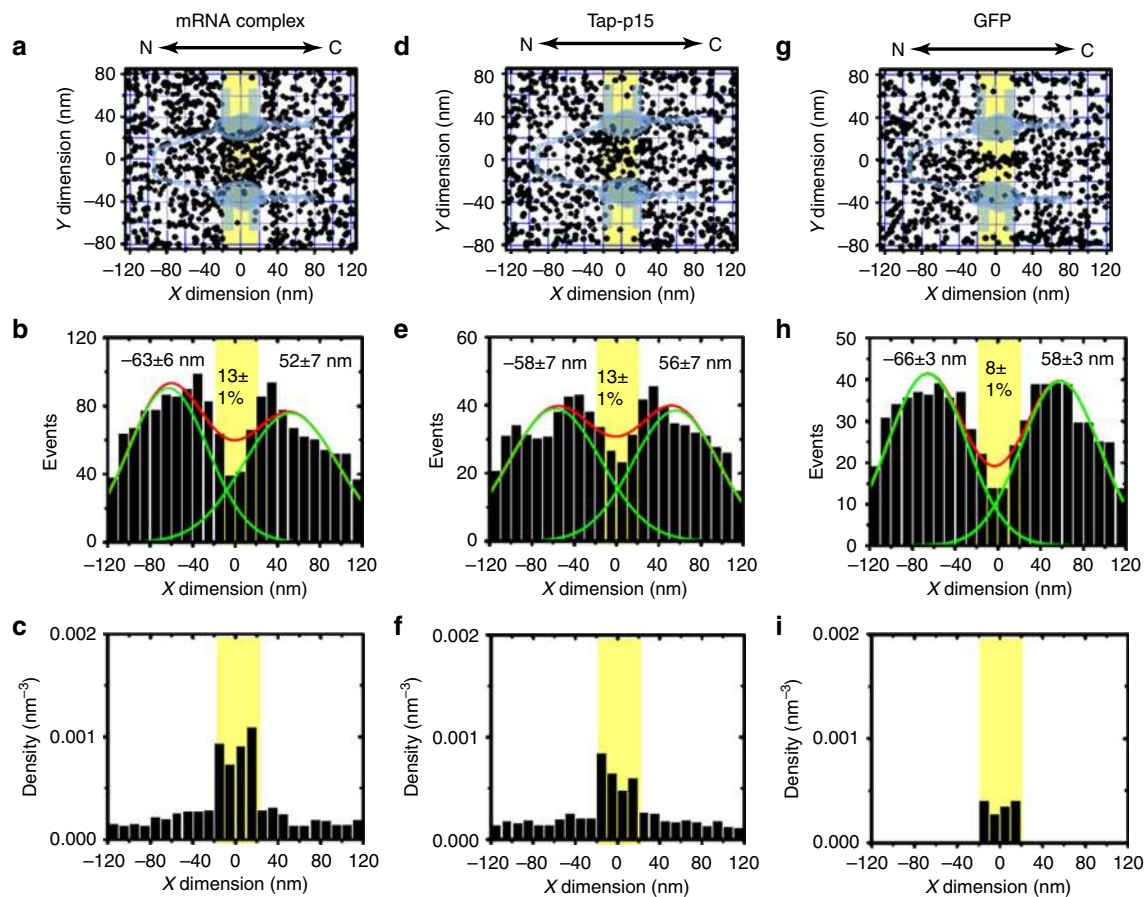 mRNA complex
Tap-p15
GFP
a
N
C
d
N
C
g
N
C
80
40
0
−40
−80
Y dimension (nm)
−120 −80 −40 0 40 80 120
X dimension (nm)
80
40
0
−40
−80
Y dimension (nm)
−120 −80 −40 0 40 80 120
X dimension (nm)
80
40
0
−40
−80
Y dimension (nm)
−120 −80 −40 0 40 80 120
X dimension (nm)
b
120
80
40
0
Events
−63±6 nm
13±
1%
52±7 nm
−120 −80 −40 0 40 80 120
X dimension (nm)
e
60
40
20
0
Events
−58±7 nm
13±
1%
56±7 nm
−120 −80 −40 0 40 80 120
X dimension (nm)
h
50
40
30
20
10
0
Events
−66±3 nm
8±
1%
58±3 nm
−120 −80 −40 0 40 80 120
X dimension (nm)
c
0.002
0.001
0.000
Density (nm−3)
−120 −80 −40 0 40 80 120
X dimension (nm)
f
0.002
0.001
0.000
Density (nm−3)
−120 −80 −40 0 40 80 120
X dimension (nm)
i
0.002
0.001
0.000
Density (nm−3)
−120 −80 −40 0 40 80 120
X dimension (nm)